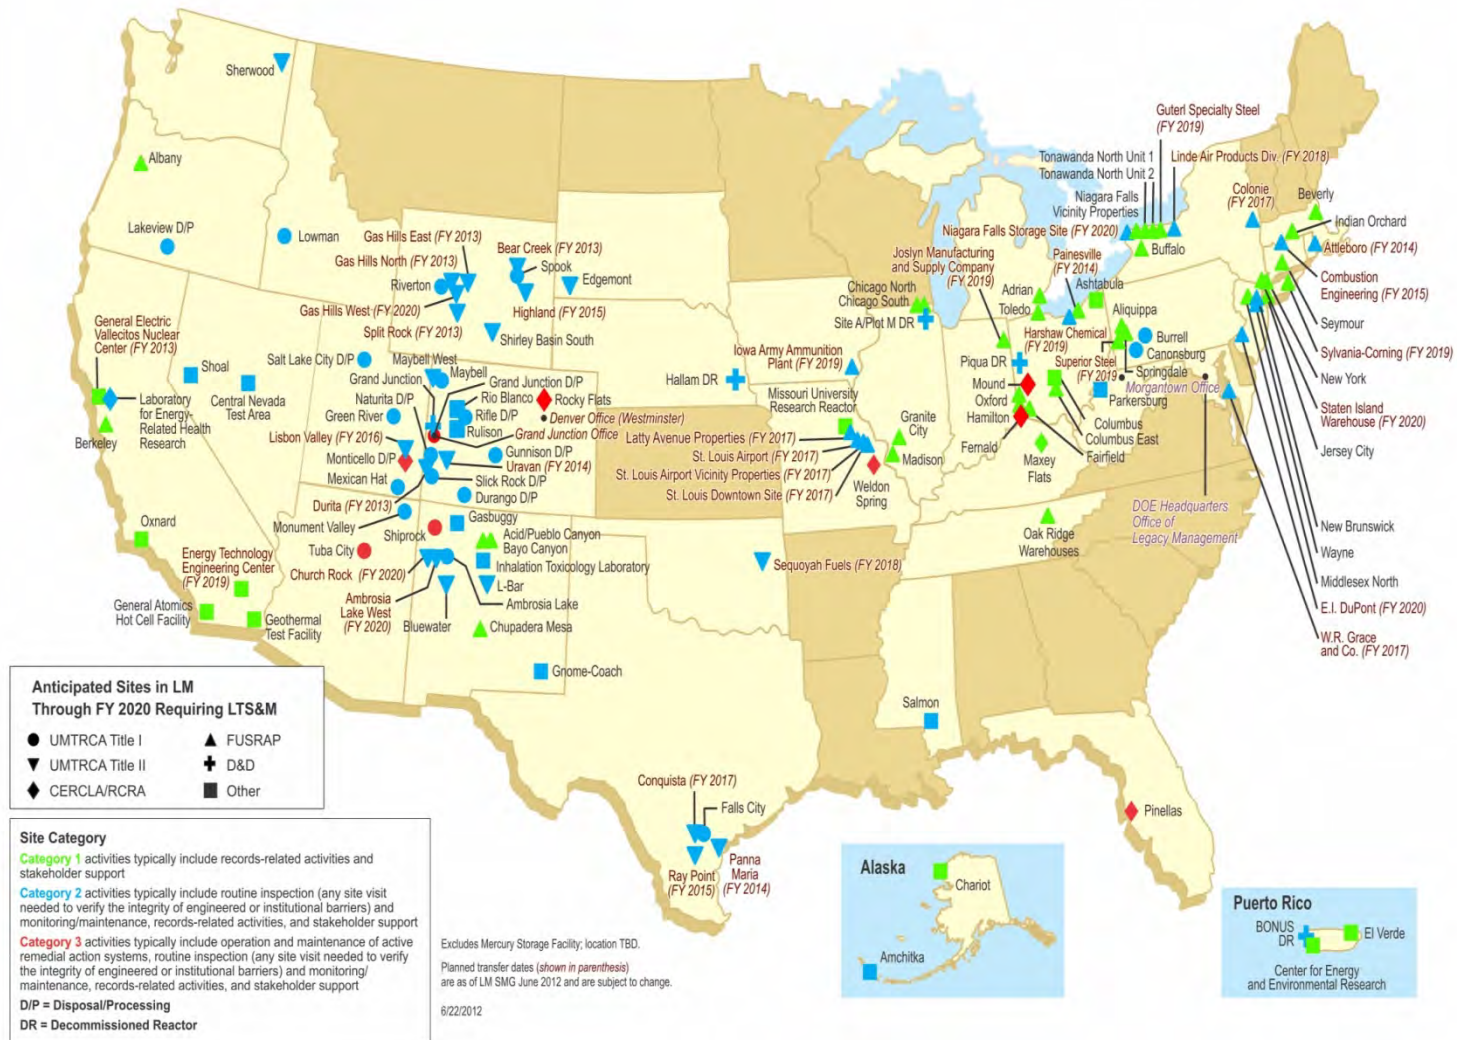 Sherwood
Albany
Lakeview D/P
Lowman
Gas Hills East (FY 2013)
Gas Hills North (FY 2013)
Bear Creek (FY 2013)
Spook
Riverton
Edgemont
Gas Hills West (FY 2020)
Highland (FY 2015)
Split Rock (FY 2013)
Shirley Basin South
General Electric
Vallecitos Nuclear
Center (FY 2013)
Shoal
Salt Lake City D/P
Maybell West
Maybell
Laboratory
for Energy-
Related Health
Research
Central Nevada
Test Area
Berkeley
Grand Junction
Grand Junction D/P
Naturita D/P
Rio Blanco
Rocky Flats
Green River
Rifle D/P
Denver Office (Westminster)
Rulison
Grand Junction Office
Lisbon Valley (FY 2016)
Gunnison D/P
Monticello D/P
Uravan (FY 2014)
Mexican Hat
Slick Rock D/P
Durita (FY 2013)
Durango D/P
Monument Valley
Gasbuggy
Shiprock
Acid/Pueblo Canyon
Bayo Canyon
Oxnard
Tuba City
Inhalation Toxicology Laboratory
Energy Technology
Engineering Center
(FY 2019)
Church Rock (FY 2020)
L-Bar
Ambrosia
Lake West
(FY 2020)
Ambrosia Lake
Bluewater
Chupadera Mesa
General Atomics
Hot Cell Facility
Geothermal
Test Facility
Gnome-Coach
Hallam DR
Sequoyah Fuels (FY 2018)
Conquista (FY 2017)
Falls City
Ray Point
(FY 2015)
Panna
Maria
(FY 2014)
Guterl Specialty Steel
(FY 2019)
Tonawanda North Unit 1
Tonawanda North Unit 2
Linde Air Products Div. (FY 2018)
Niagara Falls
Vicinity Properties
Colonie
(FY 2017)
Beverly
Indian Orchard
Niagara Falls Storage Site (FY 2020)
Buffalo
Attleboro (FY 2014)
Joslyn Manufacturing
and Supply Company
(FY 2019)
Painesville
(FY 2014)
Ashtabula
Combustion
Engineering (FY 2015)
Chicago North
Chicago South
Adrian
Toledo
Aliquippa
Site A/Plot M DR
Seymour
Harshaw Chemical
(FY 2019)
Burrell
Canonsburg
Iowa Army Ammunition
Plant (FY 2019)
Sylvania-Corning (FY 2019)
Piqua DR
Superior Steel
(FY 2019
Springdale
New York
Mound
Morgantown Office
Missouri University
Research Reactor
Oxford
Parkersburg
Staten Island
Warehouse (FY 2020)
Granite
City
Hamilton
Columbus
Columbus East
Latty Avenue Properties (FY 2017)
St. Louis Airport (FY 2017)
Fernald
Fairfield
Jersey City
Madison
Maxey
Flats
St. Louis Airport Vicinity Properties (FY 2017)
Weldon
Spring
St. Louis Downtown Site (FY 2017)
DOE Headquarters
Office of
Legacy Management
New Brunswick
Oak Ridge
Warehouses
Wayne
Middlesex North
E.I. DuPont (FY 2020)
W.R. Grace
and Co. (FY 2017)
Salmon
Pinellas
Anticipated Sites in LM
Through FY 2020 Requiring LTS&M
UMTRCA Title I
FUSRAP
UMTRCA Title II
D&D
CERCLA/RCRA
Other
Site Category
Category 1 activities typically include records-related activities and
stakeholder support
Category 2 activities typically include routine inspection (any site visit
needed to verify the integrity of engineered or institutional barriers) and
monitoring/maintenance, records-related activities, and stakeholder support
Category 3 activities typically include operation and maintenance of active
remedial action systems, routine inspection (any site visit needed to verify
the integrity of engineered or institutional barriers) and monitoring/
maintenance, records-related activities, and stakeholder support
D/P = Disposal/Processing
DR = Decommissioned Reactor
Excludes Mercury Storage Facility; location TBD.
Planned transfer dates (shown in parenthesis)
are as of LM SMG June 2012 and are subject to change.
6/22/2012
Alaska
Chariot
Amchitka
Puerto Rico
BONUS
DR
El Verde
Center for Energy
and Environmental Research